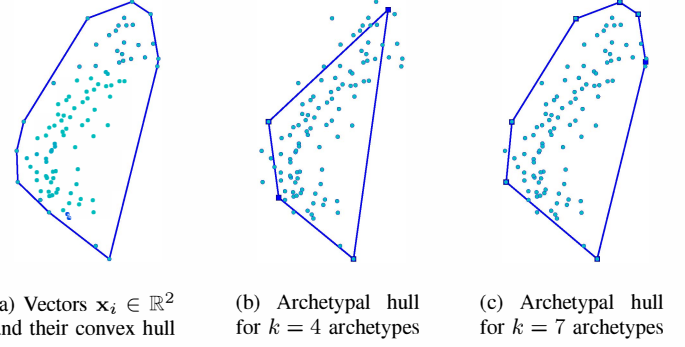 a) Vectors xᵢ ∈ ℝ² 
nd their convex hull
(b) Archetypal hull
for k = 4 archetypes
(c) Archetypal hull
for k = 7 archetypes